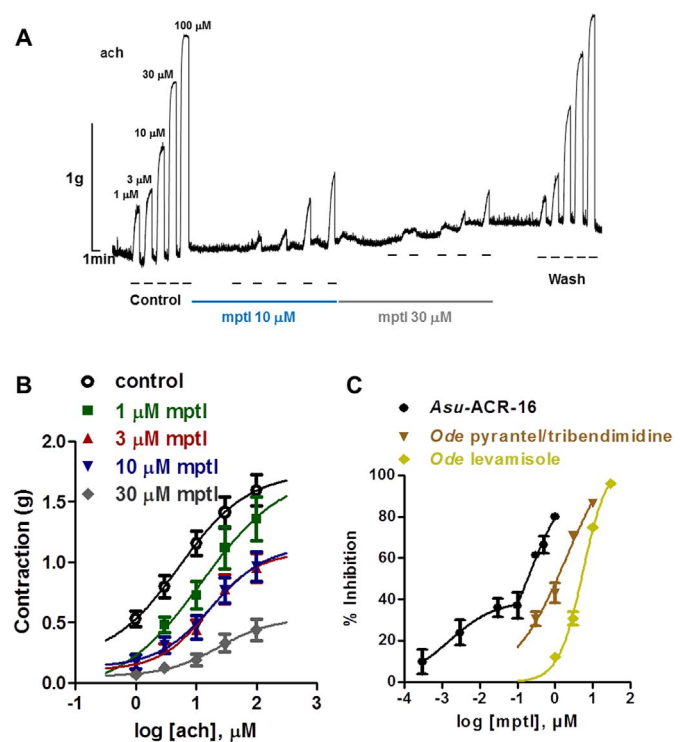 A
ach
100 µM
30 µM
10 µM
3 µM
1 µM
1g
1min
Control
Wash
mptl 10 µM
mptl 30 µM
B
control
1 µM mptl
3 µM mptl
10 µM mptl
30 µM mptl
2.0
1.5
1.0
0.5
0.0
Contraction (g)
-1 0 1 2 3
log [ach], µM
C
Asu-ACR-16
Ode pyrantel/tribendimidine
Ode levamisole
100
80
60
40
20
0
% Inhibition
-4 -3 -2 -1 0 1 2
log [mptl], µM